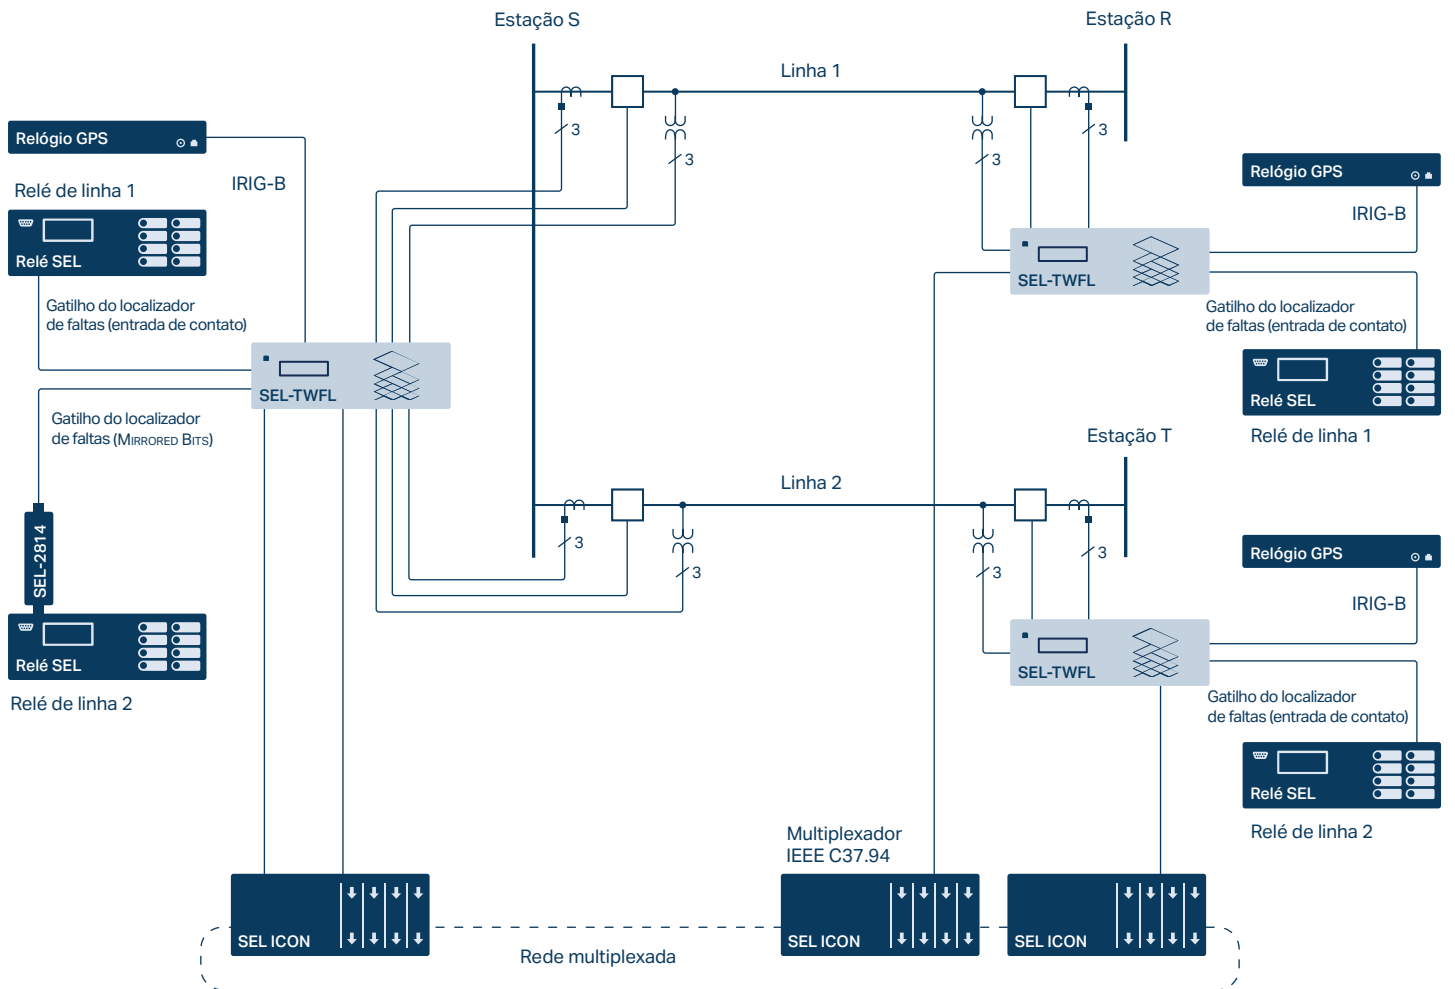 Estação S
Estação R
Linha 1
Relógio GPS
3
3
3
3
Relógio GPS
IRIG-B
Relé de linha 1
IRIG-B
Relé SEL
SEL-TWFL
Gatilho do localizador
de faltas (entrada de contato)
Gatilho do localizador
de faltas (entrada de contato)
SEL-TWFL
Relé SEL
Gatilho do localizador
de faltas (MIRRORED BITS)
Relé de linha 1
Estação T
Linha 2
SEL-2814
3
3
3
3
Relógio GPS
IRIG-B
Relé SEL
SEL-TWFL
Relé de linha 2
Gatilho do localizador
de faltas (entrada de contato)
Relé SEL
Relé de linha 2
Multiplexador
IEEE C37.94
SEL ICON
SEL ICON
SEL ICON
Rede multiplexada